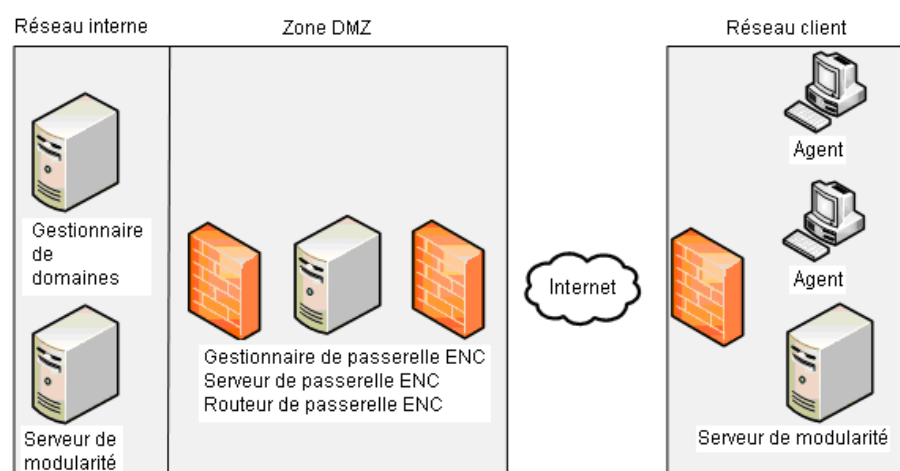 Réseau interne
Zone DMZ
Réseau client
Agent
Gestionnaire
de
domaines
Agent
Internet
Gestionnaire de passerelle ENC
Serveur de passerelle ENC
Routeur de passerelle ENC
Serveur de
modularité
Serveur de modularité